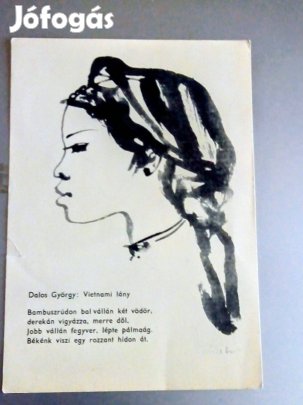 Jófogás
Dalos György: Vietnami lány
Bambuszrúdon bal vállán két vödör,
derekán vigyázza, merre dől.
Jobb vállán fegyver, lépte pálmaág.
Békénk viszi egy rozzant hídon át.